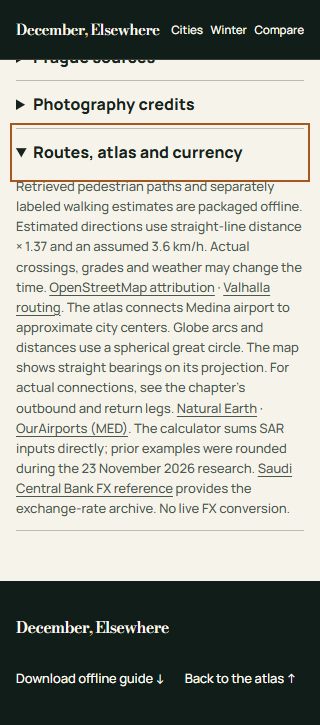 December, Elsewhere Cities Winter Compare
Prague sources
Photography credits
Routes, atlas and currency
Retrieved pedestrian paths and separately
labeled walking estimates are packaged offline.
Estimated directions use straight-line distance
× 1.37 and an assumed 3.6 km/h. Actual
crossings, grades and weather may change the
time. OpenStreetMap attribution · Valhalla
routing. The atlas connects Medina airport to
approximate city centers. Globe arcs and
distances use a spherical great circle. The map
shows straight bearings on its projection. For
actual connections, see the chapter's
outbound and return legs. Natural Earth ·
OurAirports (MED). The calculator sums SAR
inputs directly; prior examples were rounded
during the 23 November 2026 research. Saudi
Central Bank FX reference provides the
exchange-rate archive. No live FX conversion.
December, Elsewhere
Download offline guide ↓ Back to the atlas ↑